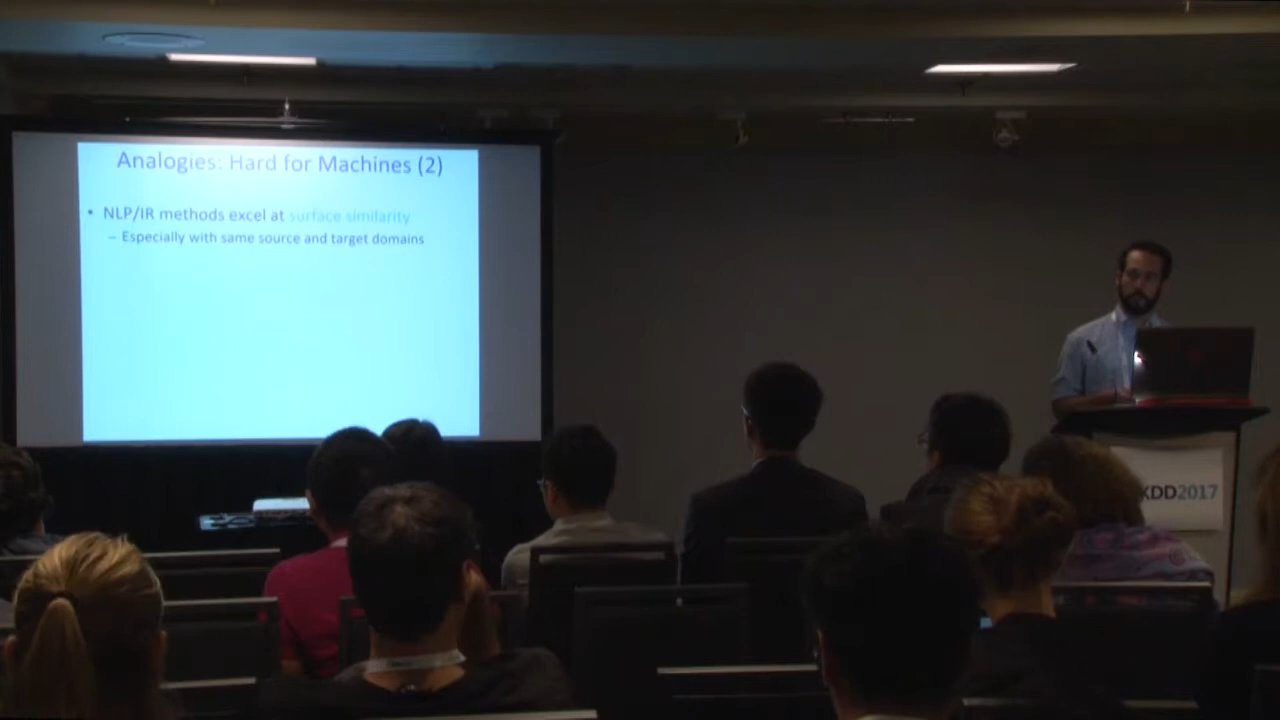 Analogies: Hard for Machines (2)
• NLP/IR methods excel at surface similarity
– Especially with same source and target domains
KDD2017